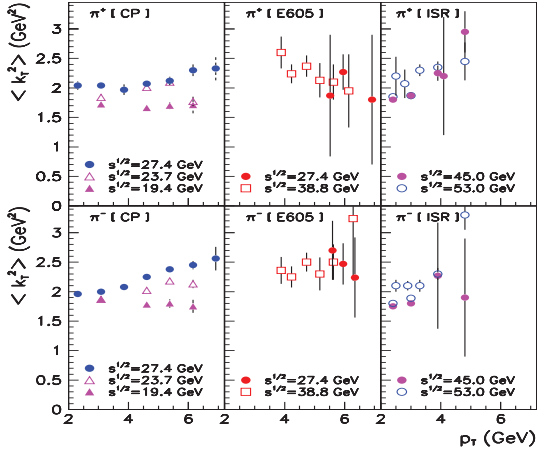 π⁺ [ CP ]
π⁺ [ E605 ]
π⁺ [ ISR ]
< k_T² > (GeV²)
3
2.5
2
1.5
1
0.5
0
s^1/2=27.4 GeV
s^1/2=23.7 GeV
s^1/2=19.4 GeV
s^1/2=27.4 GeV
s^1/2=38.8 GeV
s^1/2=45.0 GeV
s^1/2=53.0 GeV
π⁻ [ CP ]
π⁻ [ E605 ]
π⁻ [ ISR ]
< k_T² > (GeV²)
3
2.5
2
1.5
1
0.5
0
s^1/2=27.4 GeV
s^1/2=23.7 GeV
s^1/2=19.4 GeV
s^1/2=27.4 GeV
s^1/2=38.8 GeV
s^1/2=45.0 GeV
s^1/2=53.0 GeV
2 4 6 2 4 6 2 4 6
p_T (GeV)